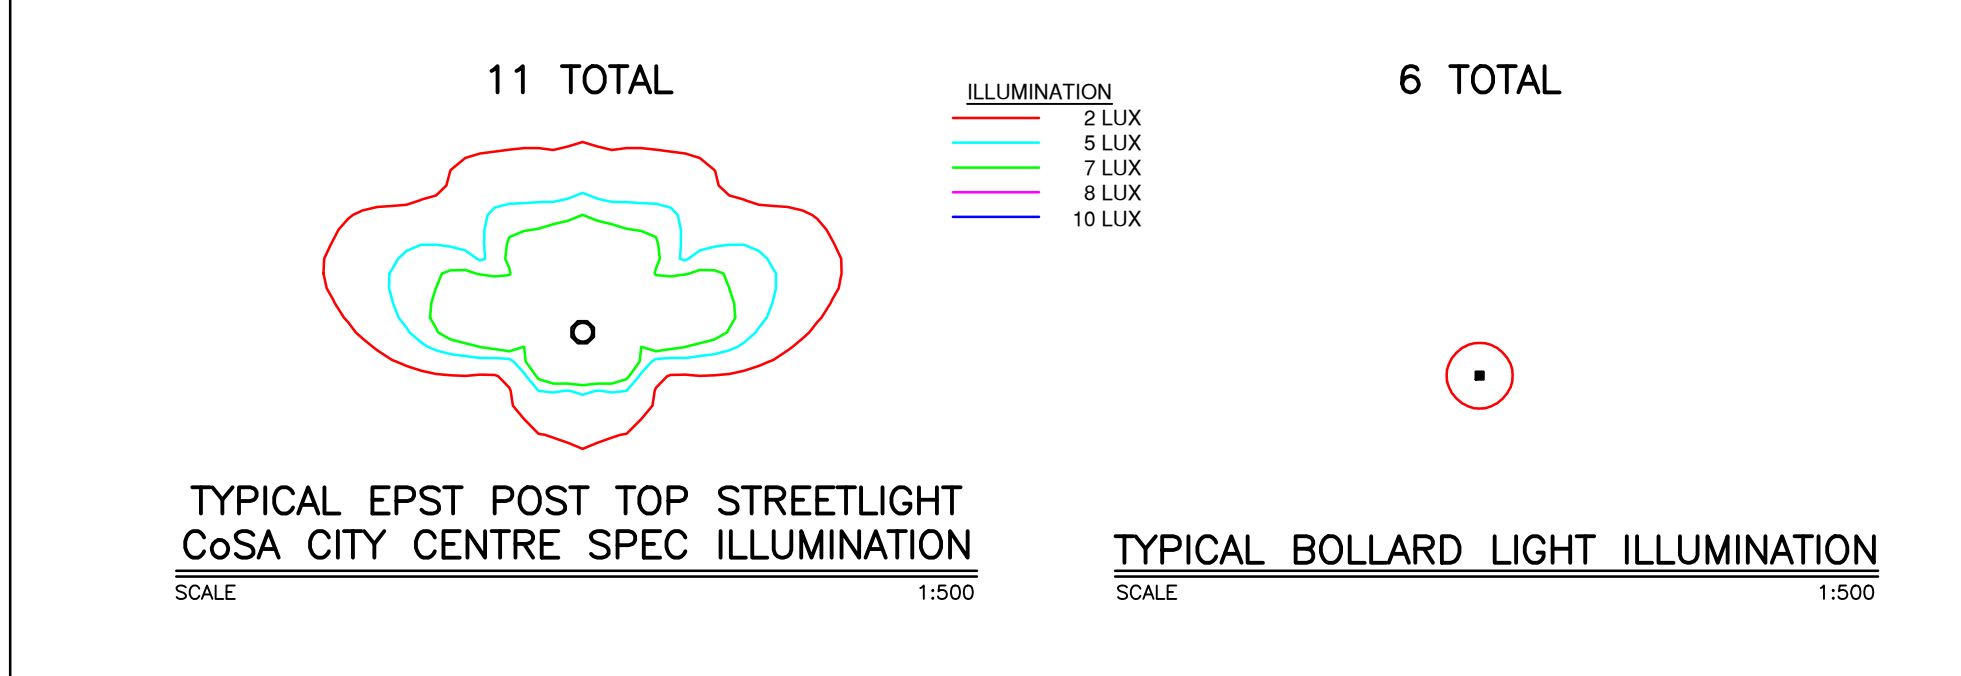 11 TOTAL
TYPICAL EPST POST TOP STREETLIGHT
CoSA CITY CENTRE SPEC ILLUMINATION
SCALE 1:500
ILLUMINATION
2 LUX
5 LUX
7 LUX
8 LUX
10 LUX
6 TOTAL
TYPICAL BOLLARD LIGHT ILLUMINATION
SCALE 1:500